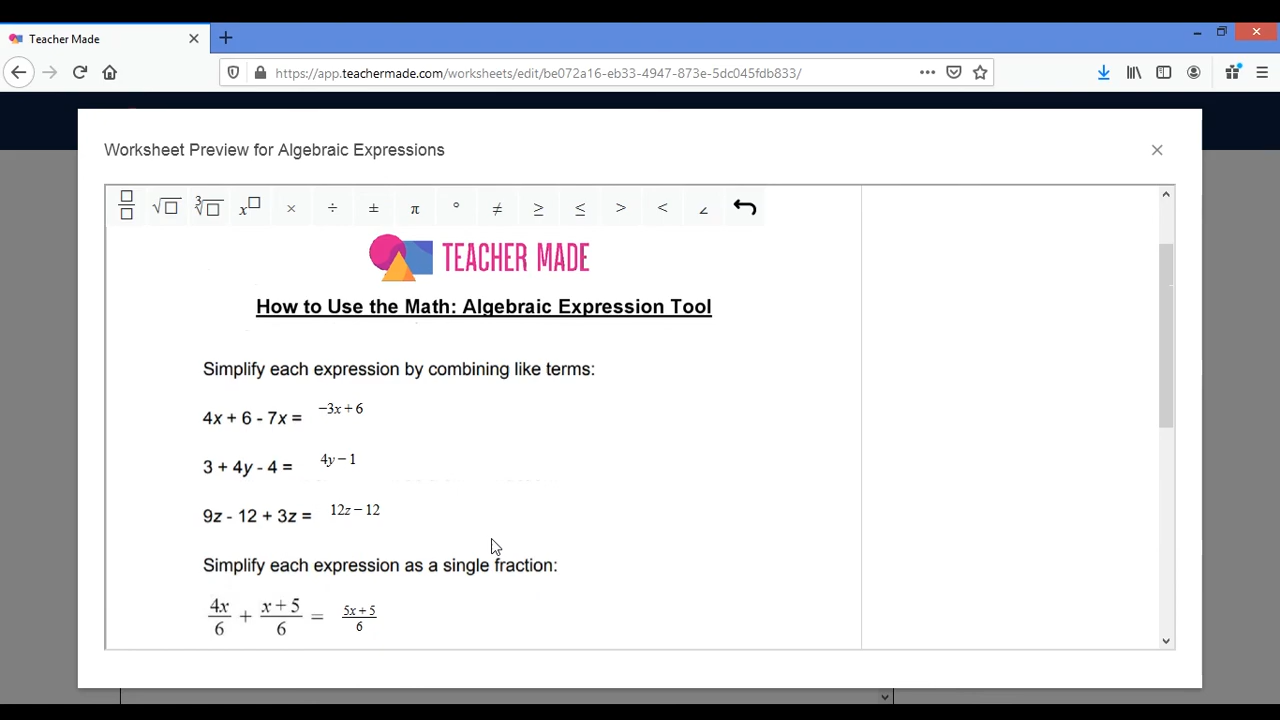 Teacher Made
https://app.teachermade.com/worksheets/edit/be072a16-eb33-4947-873e-5dc045fdb833/
Worksheet Preview for Algebraic Expressions
□/□ √□ ∛□ x^□ × ÷ ± π ° ≠ ≥ ≤ > < ∠
TEACHER MADE
How to Use the Math: Algebraic Expression Tool
Simplify each expression by combining like terms:
4x + 6 - 7x = −3x + 6
3 + 4y - 4 = 4y − 1
9z - 12 + 3z = 12z − 12
Simplify each expression as a single fraction:
4x/6 + x + 5/6 = 5x + 5/6